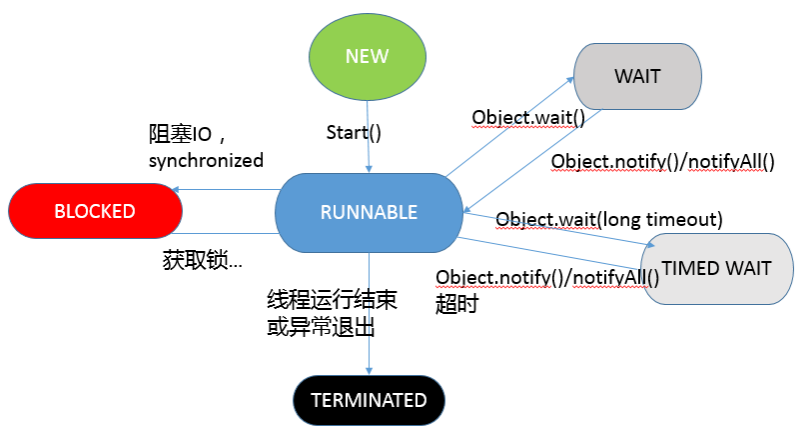 NEW
WAIT
Start()
Object.wait()
阻塞IO，
synchronized
Object.notify()/notifyAll()
BLOCKED
RUNNABLE
Object.wait(long timeout)
获取锁...
TIMED WAIT
Object.notify()/notifyAll()
超时
线程运行结束
或异常退出
TERMINATED